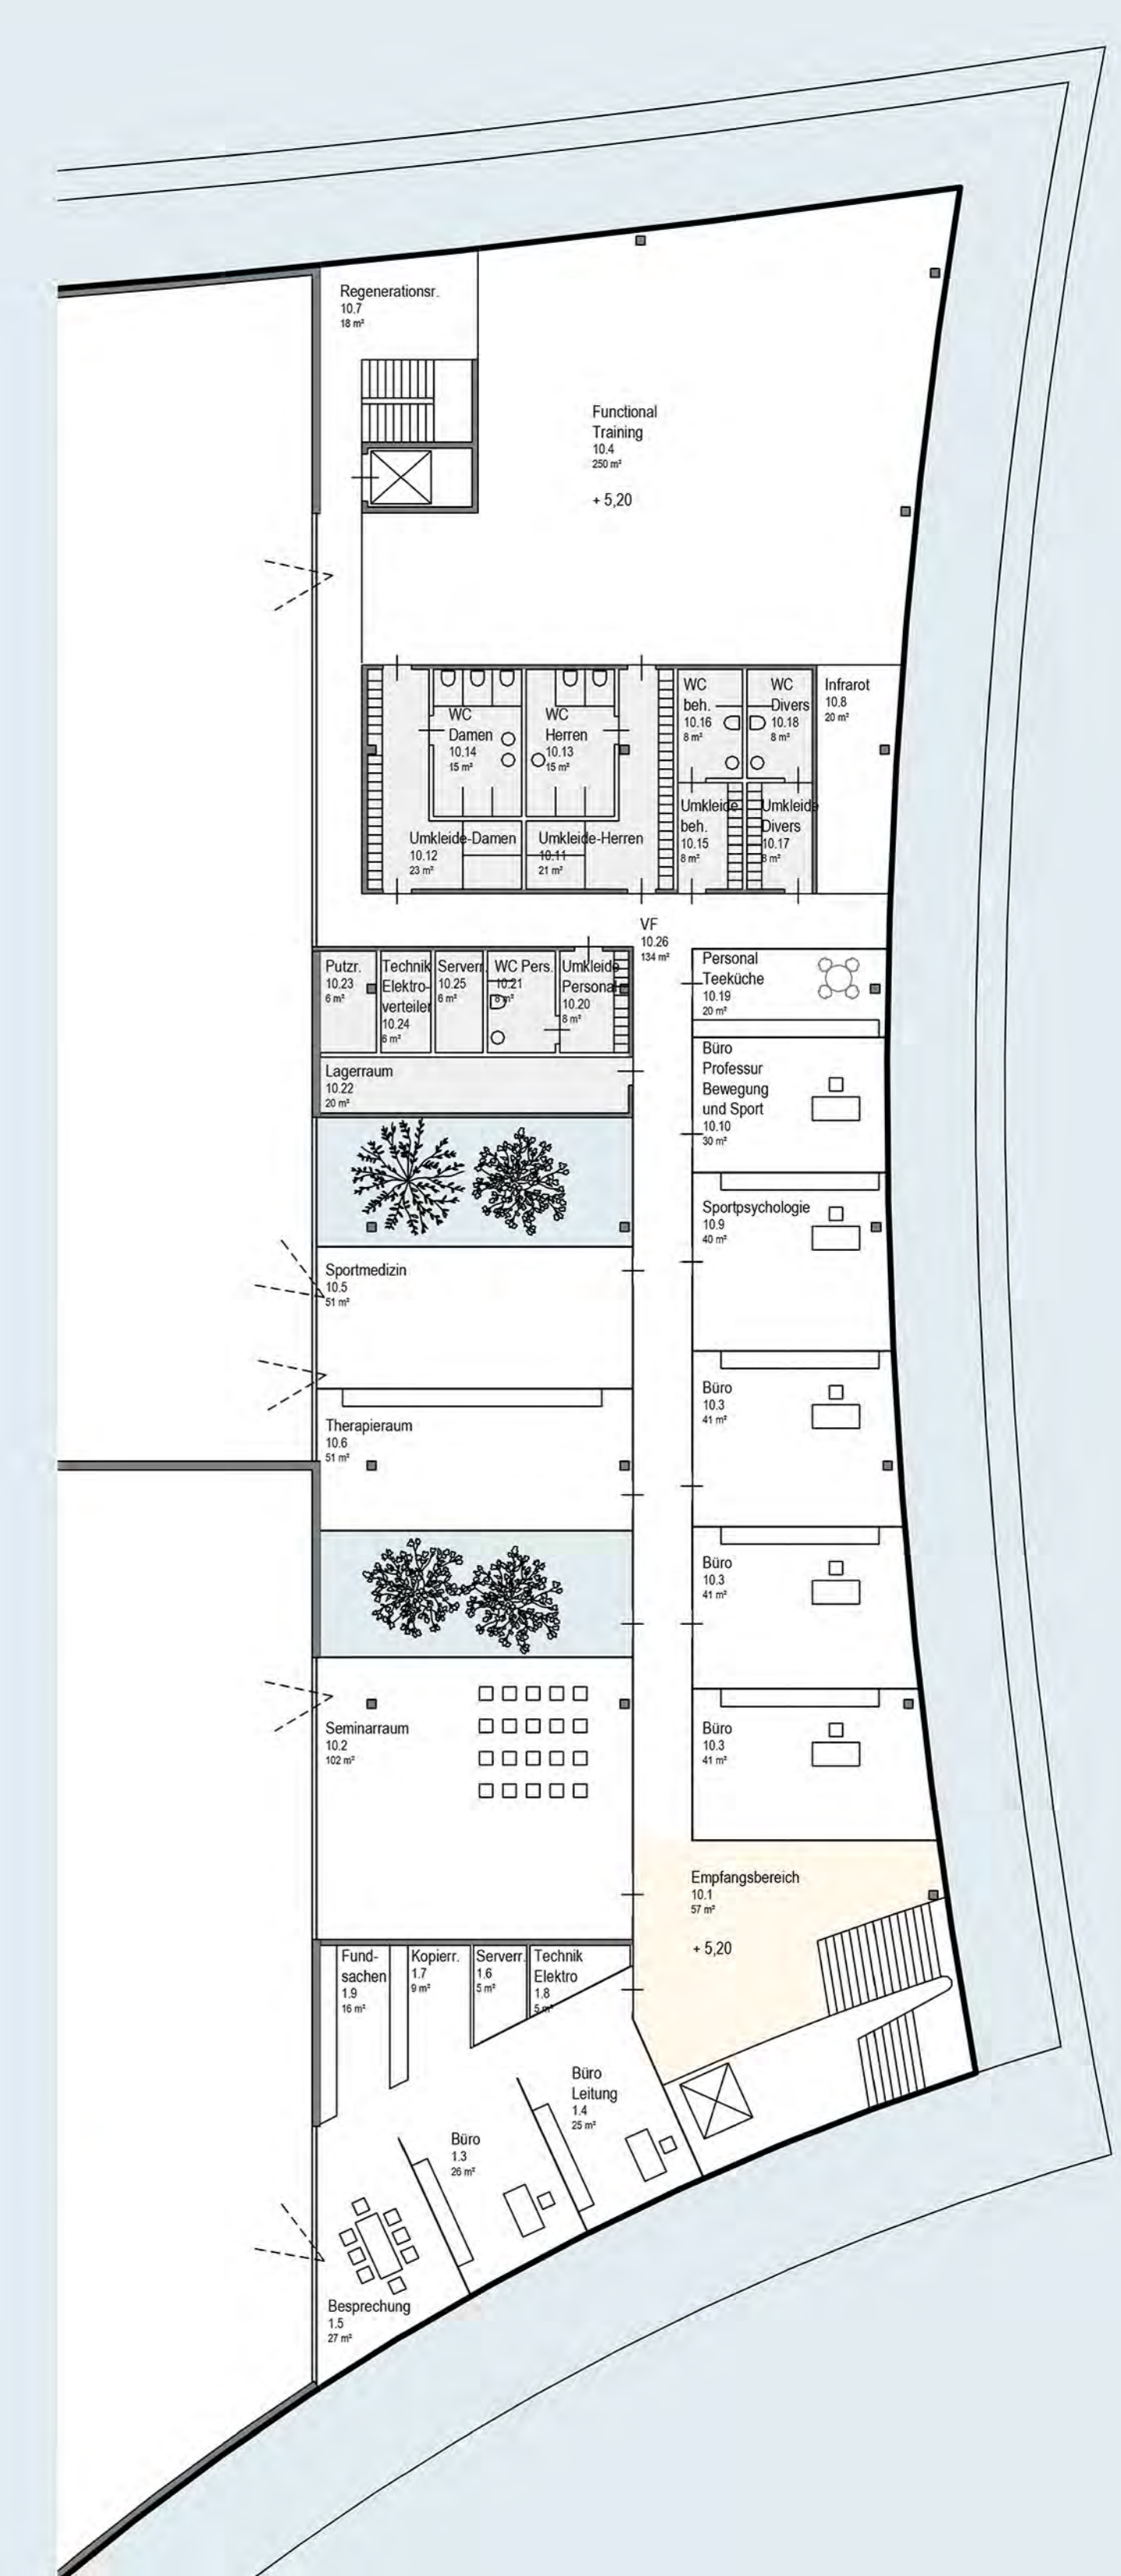 Regenerationsr.
10.7
18 m²
Functional
Training
10.4
250 m²
+ 5,20
WC
Damen
10.14
15 m²
WC
Herren
10.13
15 m²
WC
beh.
10.16
8 m²
WC
Divers
10.18
8 m²
Infrarot
10.8
20 m²
Umkleide-Damen
10.12
23 m²
Umkleide-Herren
10.11
21 m²
Umkleide
beh.
10.15
8 m²
Umkleide
Divers
10.17
8 m²
VF
10.26
134 m²
Putzr.
10.23
6 m²
Technik
Elektro-
verteiler
10.24
6 m²
Serverr.
10.25
6 m²
WC Pers.
10.21
8 m²
Umkleide
Personal
10.20
8 m²
Personal
Teeküche
10.19
20 m²
Lagerraum
10.22
20 m²
Büro
Professur
Bewegung
und Sport
10.10
30 m²
Sportpsychologie
10.9
40 m²
Sportmedizin
10.5
51 m²
Büro
10.3
41 m²
Therapieraum
10.6
51 m²
Büro
10.3
41 m²
Seminarraum
10.2
102 m²
Büro
10.3
41 m²
Empfangsbereich
10.1
57 m²
+ 5,20
Fund-
sachen
1.9
16 m²
Kopierr.
1.7
9 m²
Serverr.
1.6
5 m²
Technik
Elektro
1.8
5 m²
Büro
Leitung
1.4
25 m²
Büro
1.3
26 m²
Besprechung
1.5
27 m²